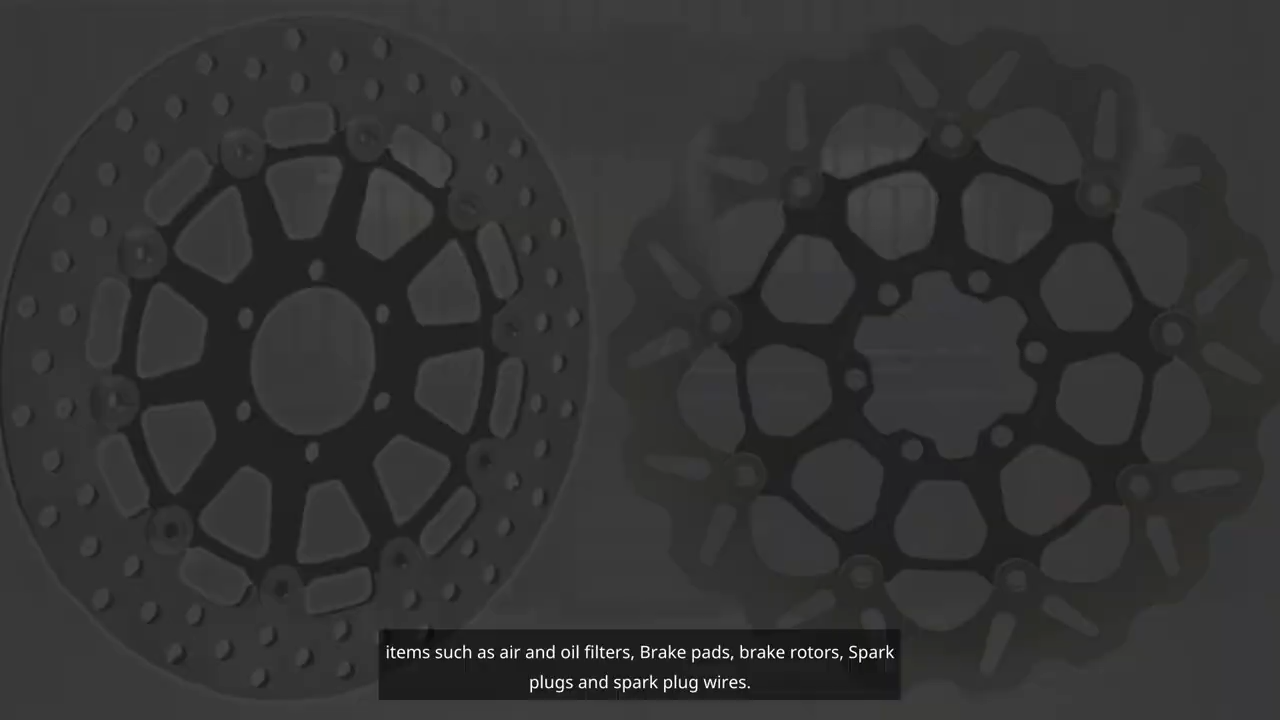 items such as air and oil filters, Brake pads, brake rotors, Spark
plugs and spark plug wires.